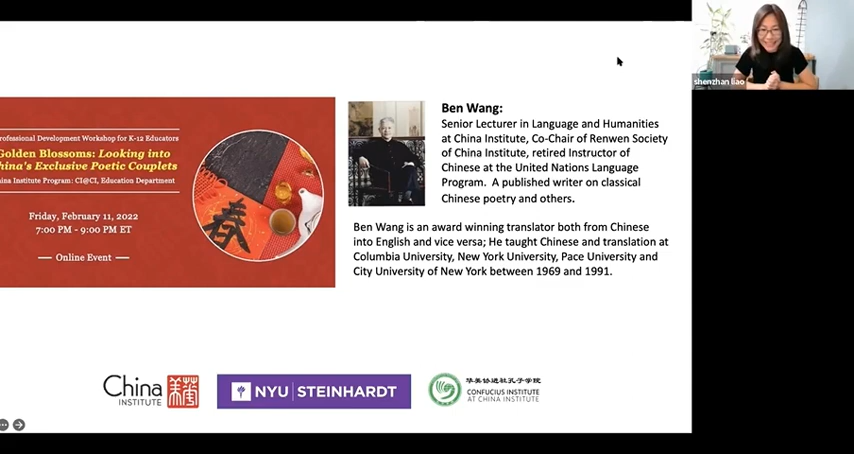 shenzhan liao
rofessional Development Workshop for K-12 Educators
Golden Blossoms: Looking into
hina's Exclusive Poetic Couplets
ina Institute Program: CI@CI, Education Department
Friday, February 11, 2022
7:00 PM - 9:00 PM ET
Online Event
春
Ben Wang:
Senior Lecturer in Language and Humanities
at China Institute, Co-Chair of Renwen Society
of China Institute, retired Instructor of
Chinese at the United Nations Language
Program. A published writer on classical
Chinese poetry and others.
Ben Wang is an award winning translator both from Chinese
into English and vice versa; He taught Chinese and translation at
Columbia University, New York University, Pace University and
City University of New York between 1969 and 1991.
China
INSTITUTE
NYU STEINHARDT
华美协进社孔子学院
CONFUCIUS INSTITUTE
AT CHINA INSTITUTE